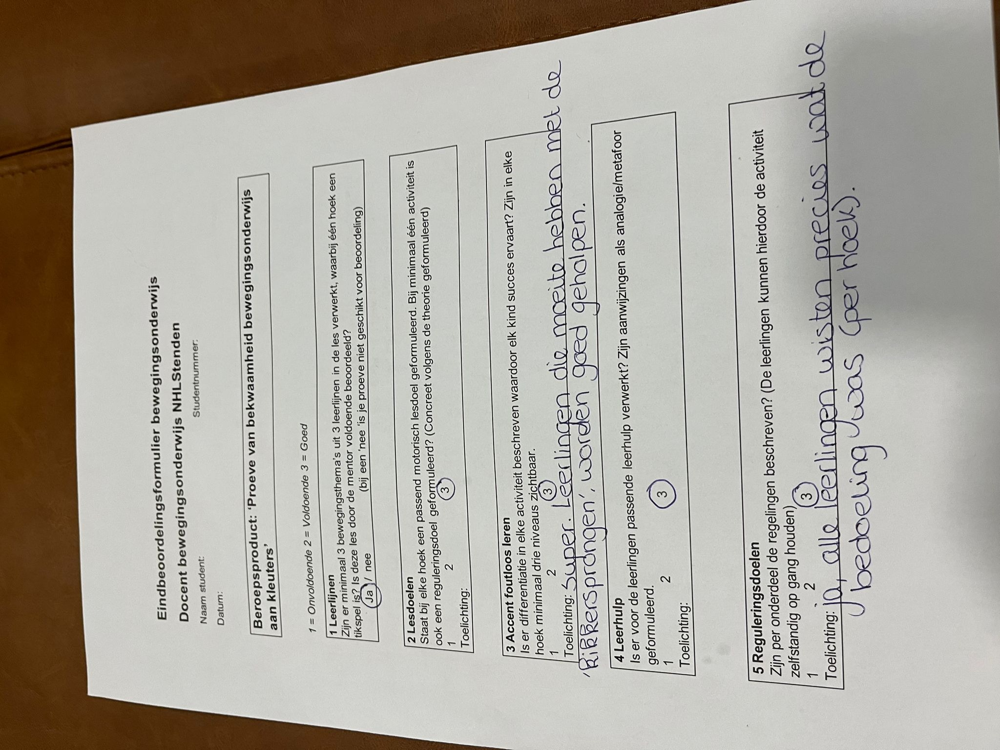 Eindbeoordelingsformulier bewegingsonderwijs
Docent bewegingsonderwijs NHLStenden
Naam student: Studentnummer:
Datum:
Beroepsproduct: ‘Proeve van bekwaamheid bewegingsonderwijs
aan kleuters’
1 = Onvoldoende 2 = Voldoende 3 = Goed
1 Leerlijnen
Zijn er minimaal 3 bewegingsthema’s uit 3 leerlijnen in de les verwerkt, waarbij één hoek een
tikspel is? Is deze les door de mentor voldoende beoordeeld?
Ja / nee (bij een ‘nee ‘is je proeve niet geschikt voor beoordeling)
2 Lesdoelen
Staat bij elke hoek een passend motorisch lesdoel geformuleerd. Bij minimaal één activiteit is
ook een reguleringsdoel geformuleerd? (Concreet volgens de theorie geformuleerd)
1 2 3
Toelichting:
3 Accent foutloos leren
Is er differentiatie in elke activiteit beschreven waardoor elk kind succes ervaart? Zijn in elke
hoek minimaal drie niveaus zichtbaar.
1 2 3
Toelichting: Super. Leerlingen die moeite hebben met de
'kikkersprongen', worden goed geholpen.
4 Leerhulp
Is er voor de leerlingen passende leerhulp verwerkt? Zijn aanwijzingen als analogie/metafoor
geformuleerd.
1 2 3
Toelichting:
5 Reguleringsdoelen
Zijn per onderdeel de regelingen beschreven? (De leerlingen kunnen hierdoor de activiteit
zelfstandig op gang houden)
1 2 3
Toelichting: ja, alle leerlingen wisten precies wat de
bedoeling was (per hoek).